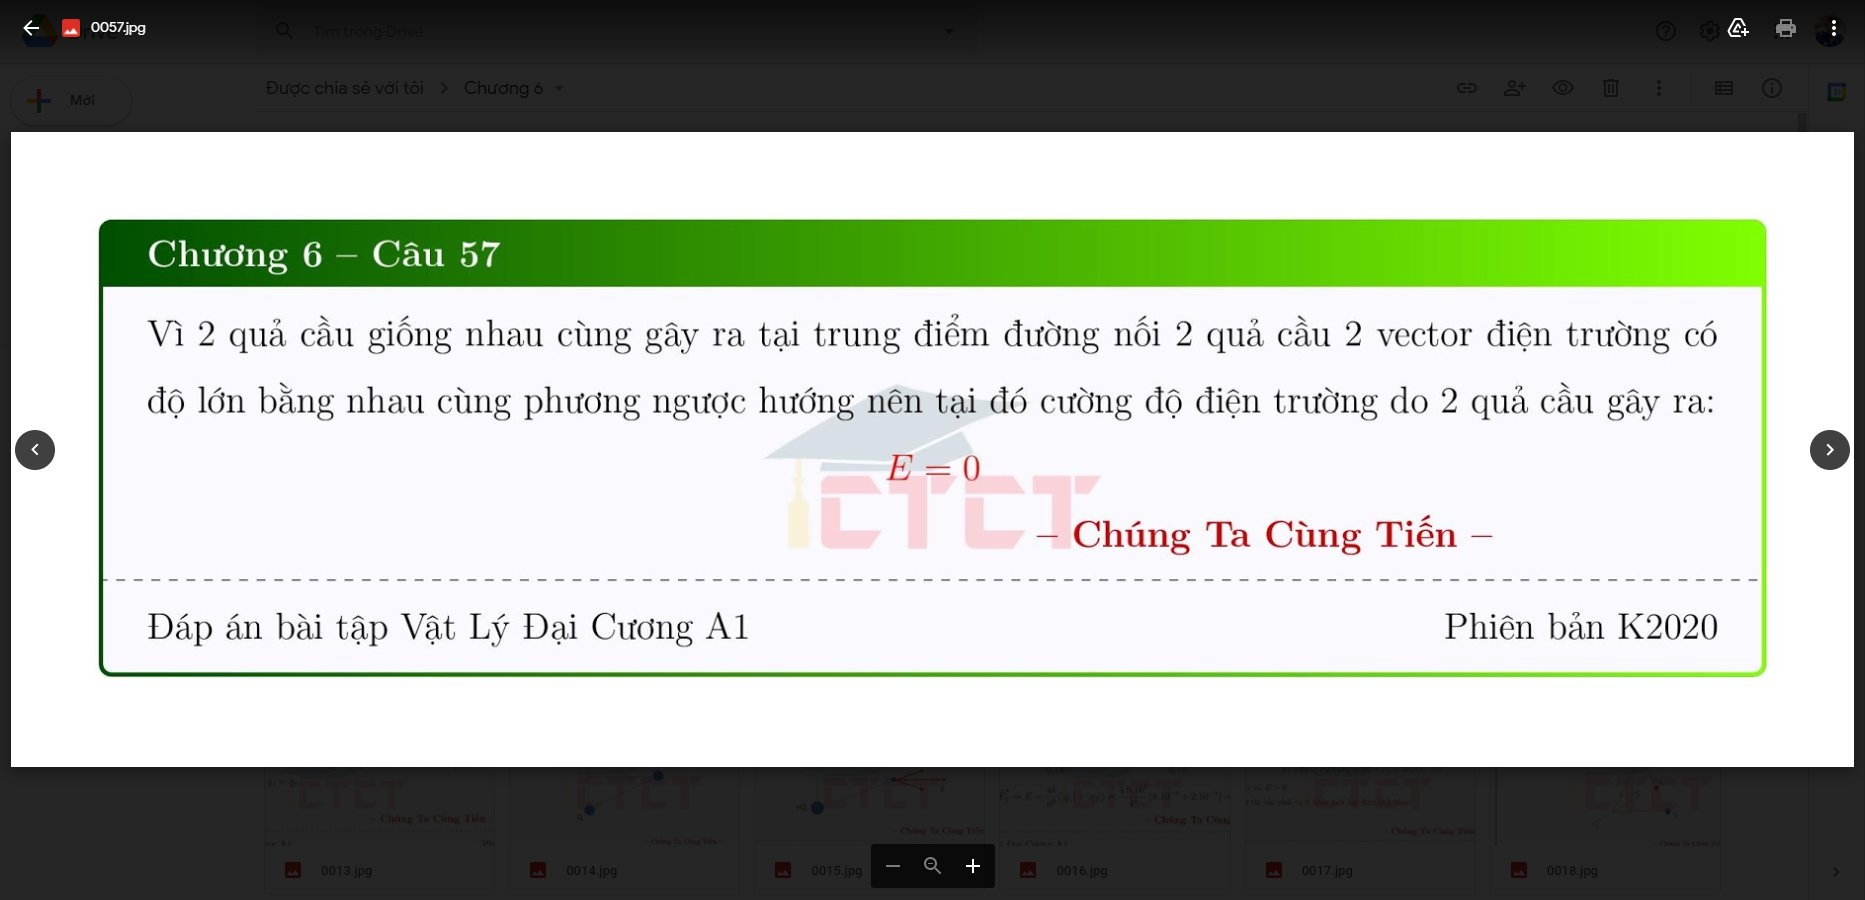 0057.jpg
Tìm trong Drive
Mới
Được chia sẻ với tôi
Chương 6
Chương 6 – Câu 57
Vì 2 quả cầu giống nhau cùng gây ra tại trung điểm đường nối 2 quả cầu 2 vector điện trường có
độ lớn bằng nhau cùng phương ngược hướng nên tại đó cường độ điện trường do 2 quả cầu gây ra:
E = 0
CTCT
– Chúng Ta Cùng Tiến –
Đáp án bài tập Vật Lý Đại Cương A1 Phiên bản K2020
– Chúng Ta Cùng Tiến –
0013.jpg
0014.jpg
0015.jpg
0016.jpg
0017.jpg
0018.jpg